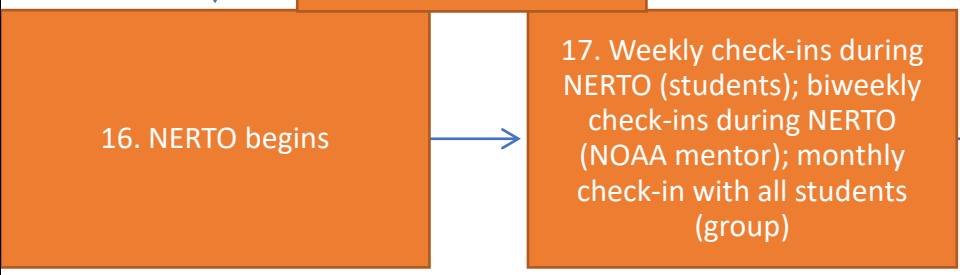 16. NERTO begins
17. Weekly check-ins during
NERTO (students); biweekly
check-ins during NERTO
(NOAA mentor); monthly
check-in with all students
(group)